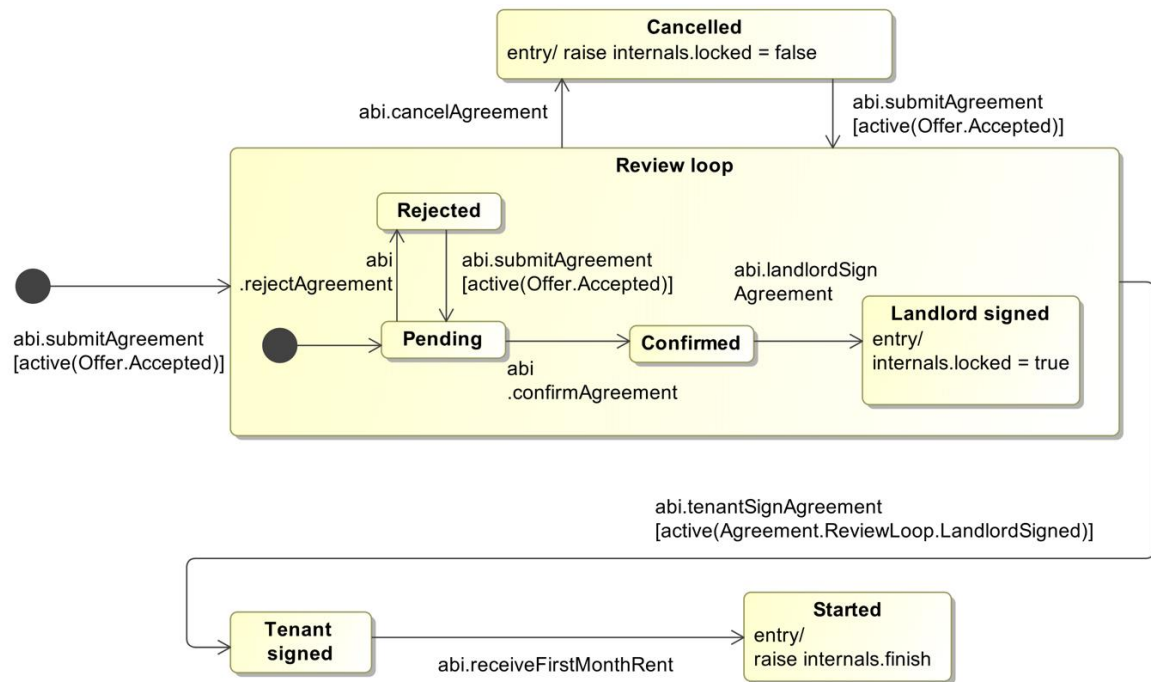 Cancelled
entry/ raise internals.locked = false
abi.cancelAgreement
abi.submitAgreement
[active(Offer.Accepted)]
Review loop
Rejected
abi
.rejectAgreement
abi.submitAgreement
[active(Offer.Accepted)]
abi.landlordSign
Agreement
abi.submitAgreement
[active(Offer.Accepted)]
Pending
abi
.confirmAgreement
Confirmed
Landlord signed
entry/
internals.locked = true
abi.tenantSignAgreement
[active(Agreement.ReviewLoop.LandlordSigned)]
Tenant
signed
abi.receiveFirstMonthRent
Started
entry/
raise internals.finish